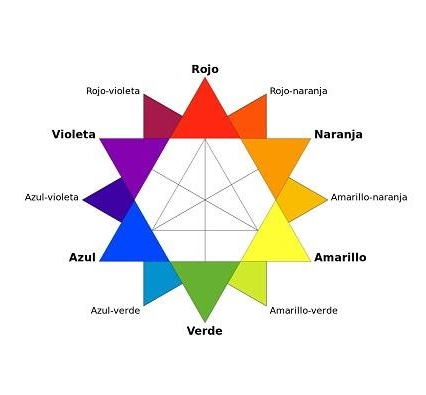 Rojo
Rojo-violeta
Rojo-naranja
Violeta
Naranja
Azul-violeta
Amarillo-naranja
Azul
Amarillo
Azul-verde
Amarillo-verde
Verde